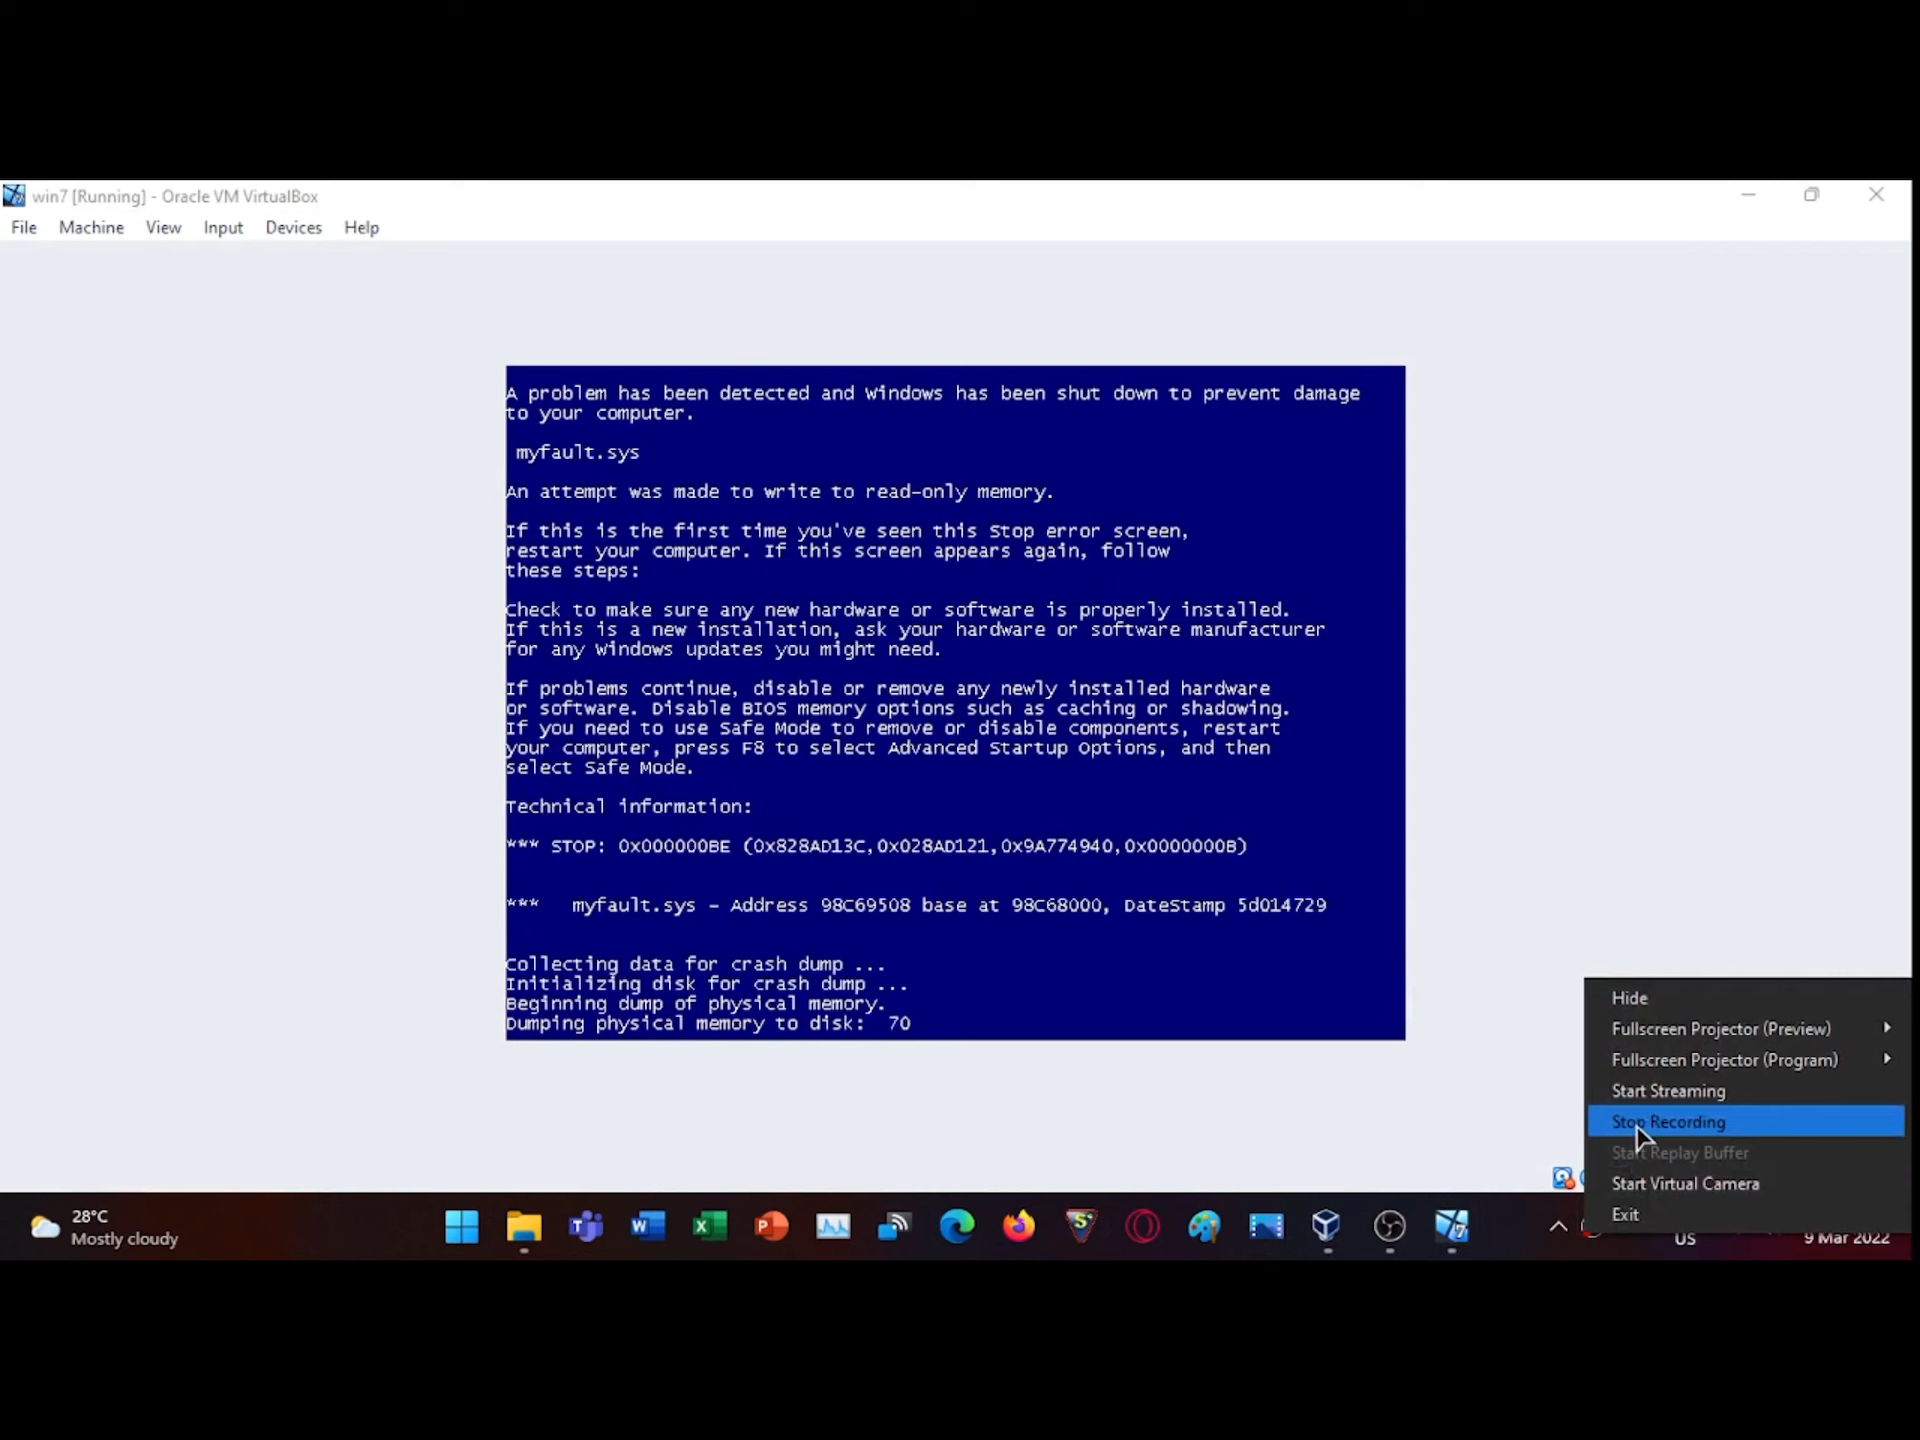 win7 [Running] - Oracle VM VirtualBox
File Machine View Input Devices Help
A problem has been detected and Windows has been shut down to prevent damage
to your computer.
myfault.sys
An attempt was made to write to read-only memory.
If this is the first time you've seen this Stop error screen,
restart your computer. If this screen appears again, follow
these steps:
Check to make sure any new hardware or software is properly installed.
If this is a new installation, ask your hardware or software manufacturer
for any Windows updates you might need.
If problems continue, disable or remove any newly installed hardware
or software. Disable BIOS memory options such as caching or shadowing.
If you need to use Safe Mode to remove or disable components, restart
your computer, press F8 to select Advanced Startup Options, and then
select Safe Mode.
Technical information:
*** STOP: 0x000000BE (0x828AD13C,0x028AD121,0x9A774940,0x0000000B)
*** myfault.sys - Address 98C69508 base at 98C68000, DateStamp 5d014729
Collecting data for crash dump ...
Initializing disk for crash dump ...
Beginning dump of physical memory.
Dumping physical memory to disk: 70
Hide
Fullscreen Projector (Preview)
Fullscreen Projector (Program)
Start Streaming
Stop Recording
Start Replay Buffer
Start Virtual Camera
Exit
28°C
Mostly cloudy
US
9 Mar 2022